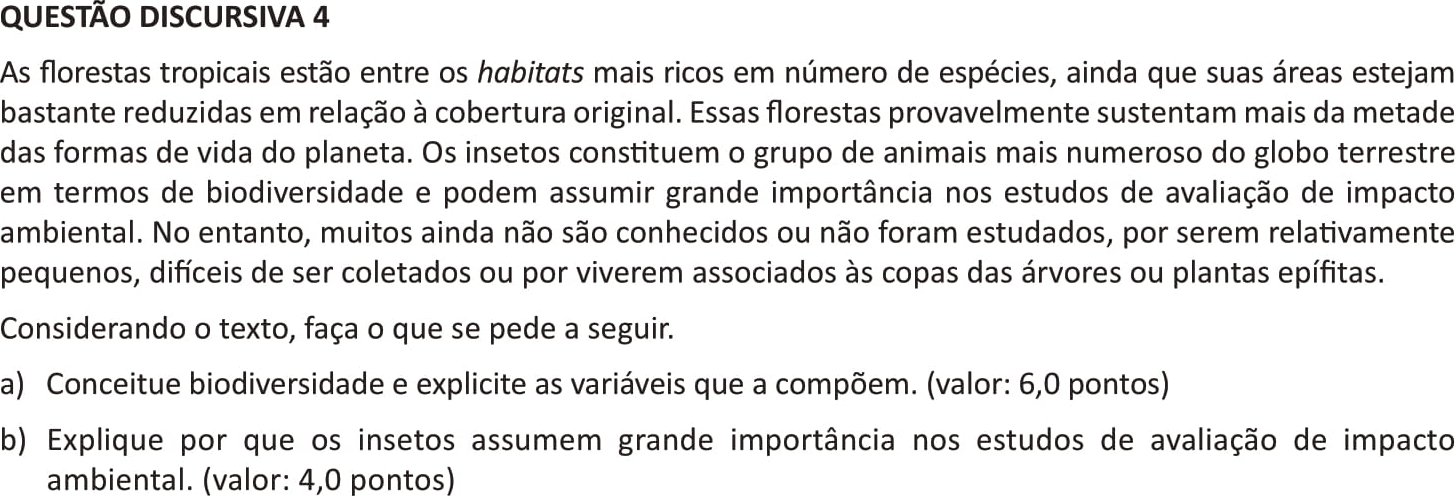 QUESTÃO DISCURSIVA 4
As florestas tropicais estão entre os habitats mais ricos em número de espécies, ainda que suas áreas estejam
bastante reduzidas em relação à cobertura original. Essas florestas provavelmente sustentam mais da metade
das formas de vida do planeta. Os insetos constituem o grupo de animais mais numeroso do globo terrestre
em termos de biodiversidade e podem assumir grande importância nos estudos de avaliação de impacto
ambiental. No entanto, muitos ainda não são conhecidos ou não foram estudados, por serem relativamente
pequenos, difíceis de ser coletados ou por viverem associados às copas das árvores ou plantas epífitas.
Considerando o texto, faça o que se pede a seguir.
a) Conceitue biodiversidade e explicite as variáveis que a compõem. (valor: 6,0 pontos)
b) Explique por que os insetos assumem grande importância nos estudos de avaliação de impacto
ambiental. (valor: 4,0 pontos)